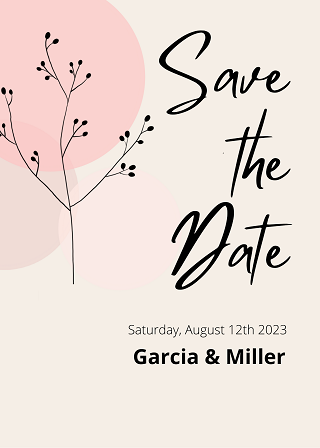 Save
the
Date
Saturday, August 12th 2023
Garcia & Miller